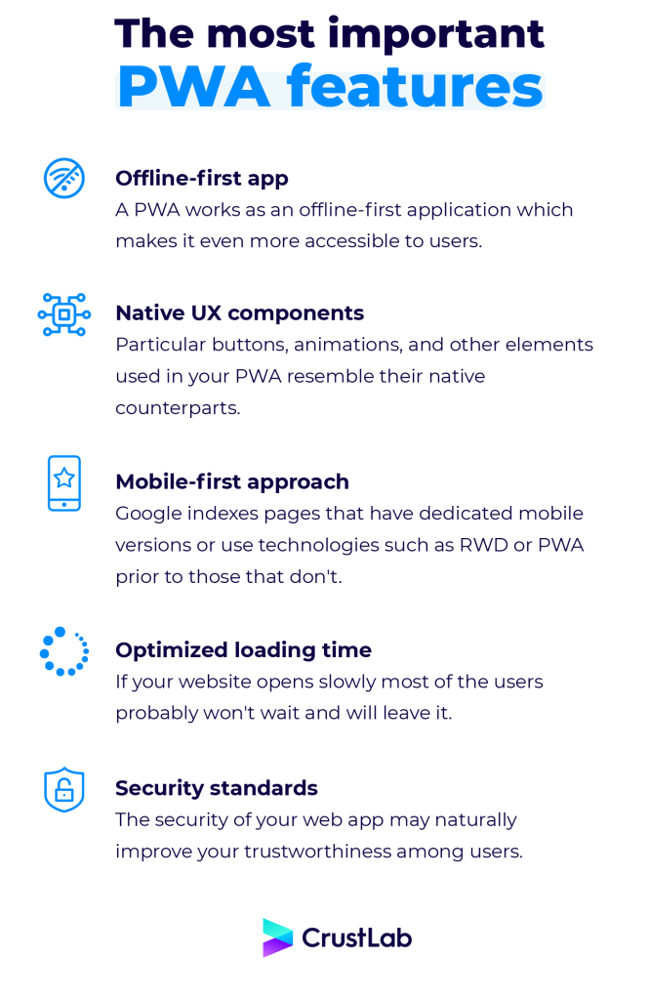 The most important
PWA features
Offline-first app
A PWA works as an offline-first application which
makes it even more accessible to users.
Native UX components
Particular buttons, animations, and other elements
used in your PWA resemble their native
counterparts.
Mobile-first approach
Google indexes pages that have dedicated mobile
versions or use technologies such as RWD or PWA
prior to those that don't.
Optimized loading time
If your website opens slowly most of the users
probably won't wait and will leave it.
Security standards
The security of your web app may naturally
improve your trustworthiness among users.
CrustLab